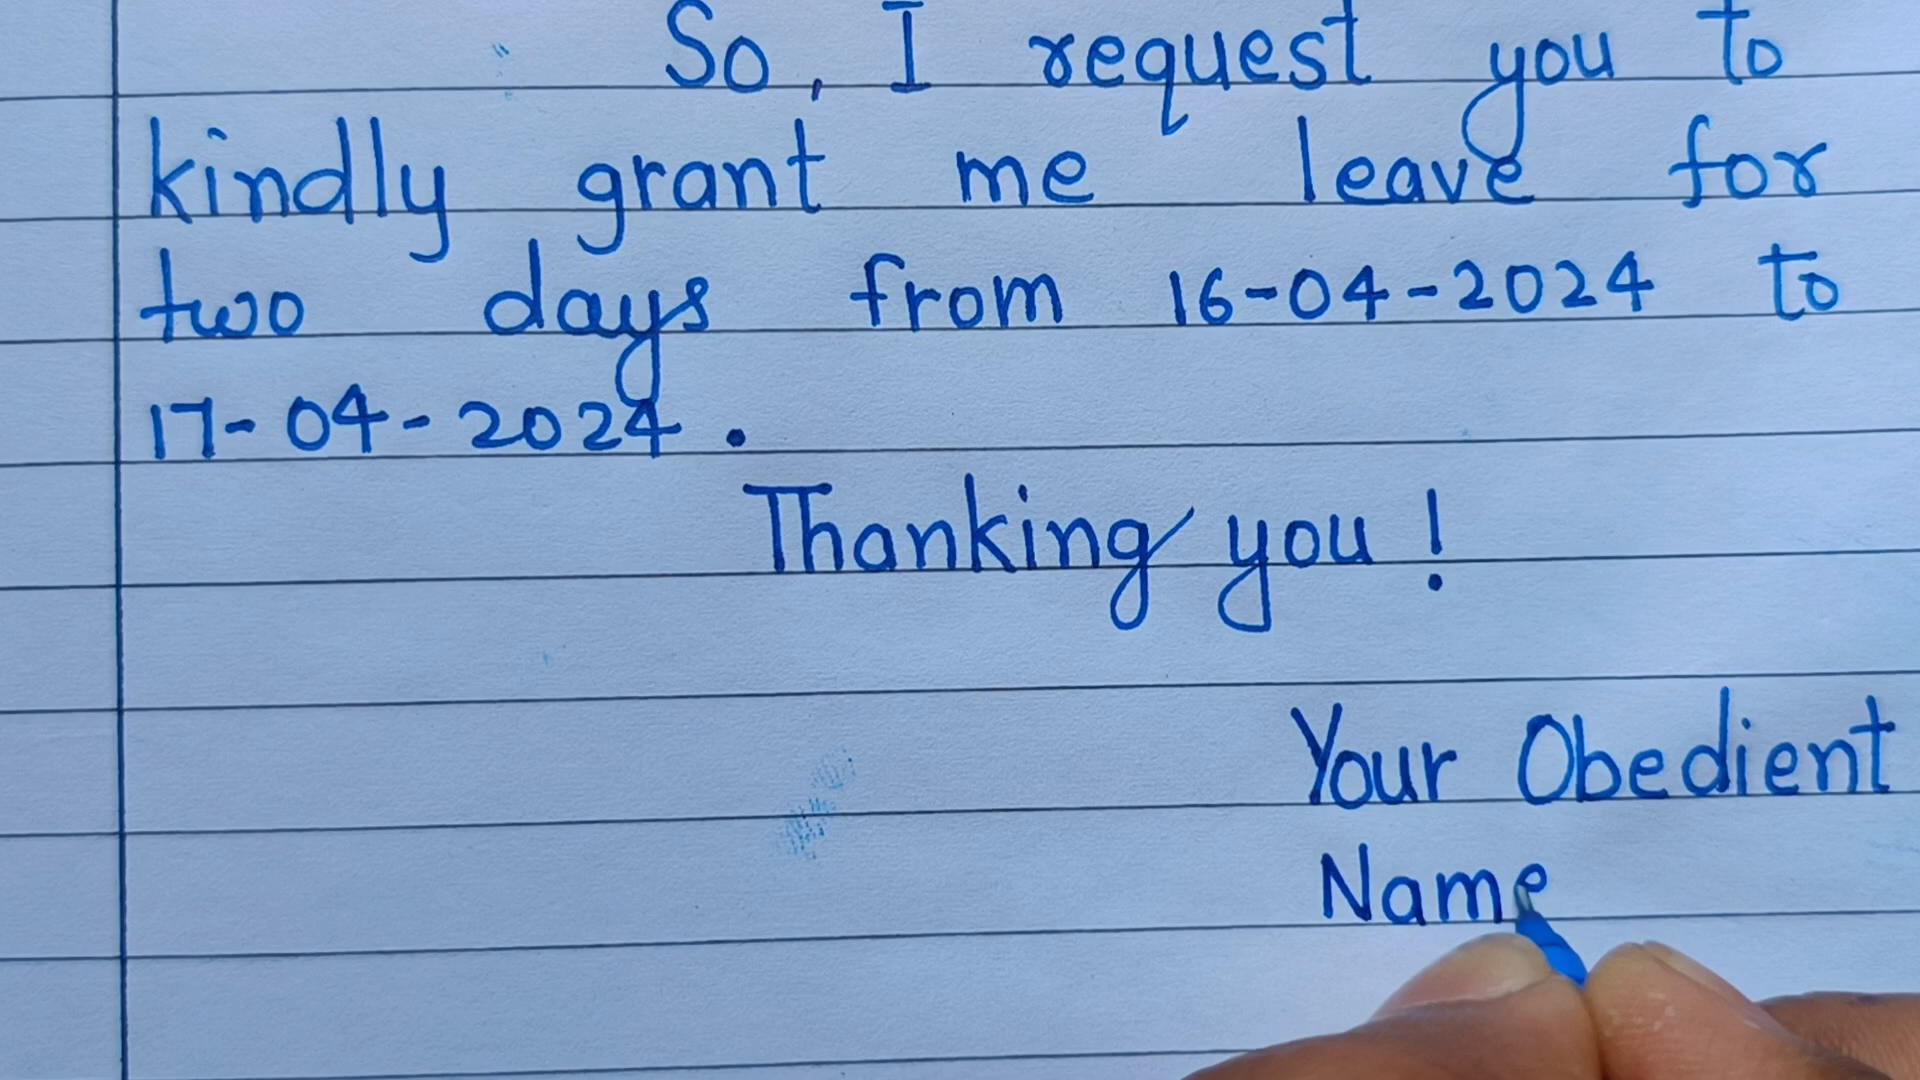 So, I request you to
kindly grant me leave for
two days from 16-04-2024 to
17-04-2024.
Thanking you!
Your Obedient
Name